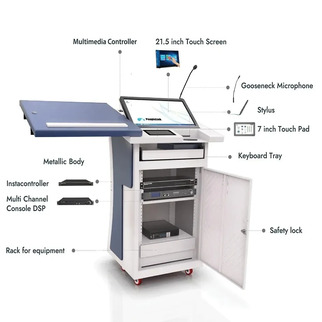 Multimedia Controller
21.5 inch Touch Screen
Gooseneck Microphone
Stylus
7 inch Touch Pad
Keyboard Tray
Metallic Body
Instacontroller
Multi Channel
Console DSP
Rack for equipment
Safety lock